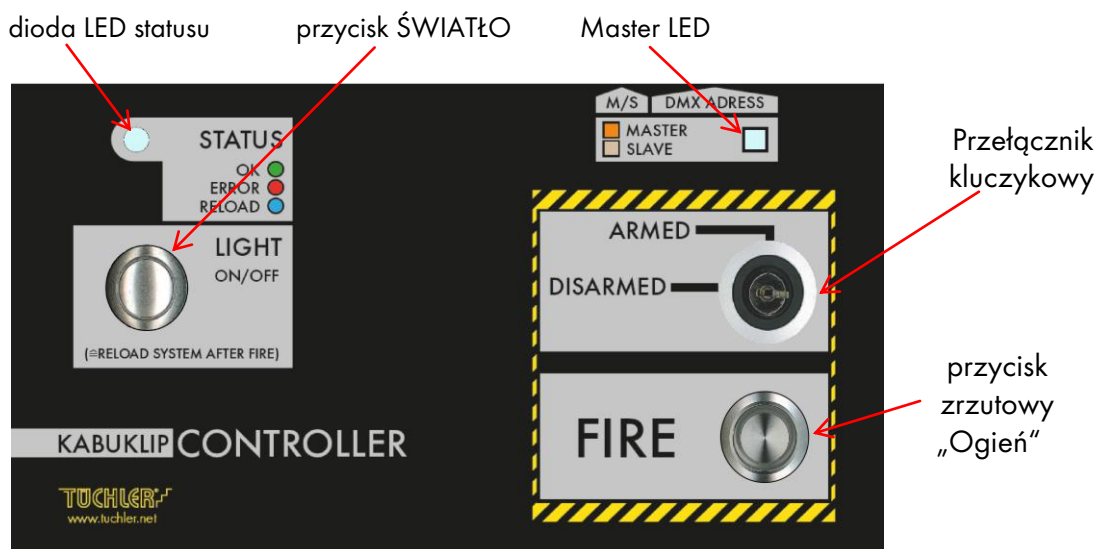 dioda LED statusu
przycisk ŚWIATŁO
Master LED
M/S DMX ADRESS
MASTER
SLAVE
STATUS
OK
ERROR
RELOAD
Przełącznik
kluczykowy
LIGHT
ON/OFF
(≙RELOAD SYSTEM AFTER FIRE)
ARMED
DISARMED
przycisk
zrzutowy
„Ogień“
FIRE
KABUKLIP CONTROLLER
TÜCHLER
www.tuchler.net